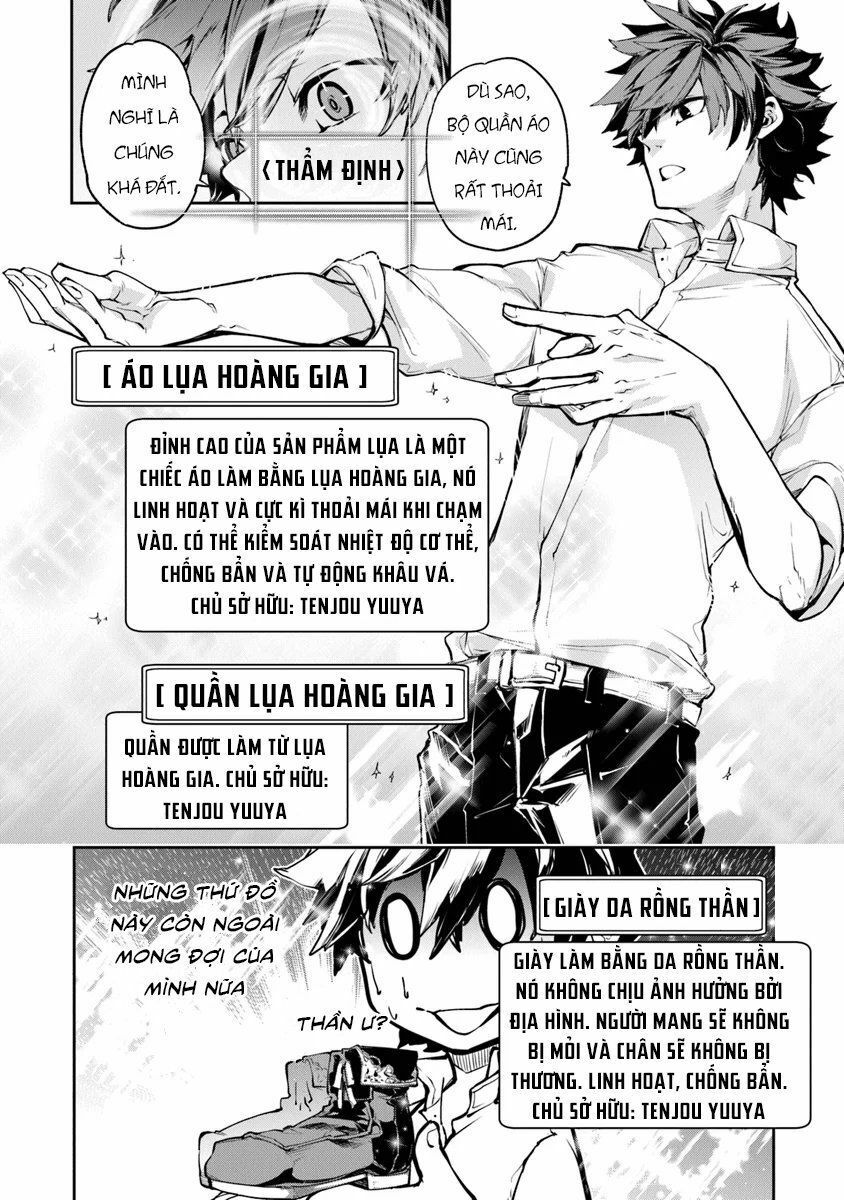 DÙ SAO,
BỘ QUẦN ÁO
NÀY CŨNG
RẤT THOẢI
MÁI.
<THẨM ĐỊNH>
MÌNH
NGHĨ LÀ
CHÚNG
KHÁ ĐẮT.
[ ÁO LỤA HOÀNG GIA ]
ĐỈNH CAO CỦA SẢN PHẨM LỤA LÀ MỘT
CHIẾC ÁO LÀM BẰNG LỤA HOÀNG GIA, NÓ
LINH HOẠT VÀ CỰC KÌ THOẢI MÁI KHI CHẠM
VÀO. CÓ THỂ KIỂM SOÁT NHIỆT ĐỘ CƠ THỂ,
CHỐNG BẨN VÀ TỰ ĐỘNG KHÂU VÁ.
CHỦ SỞ HỮU: TENJOU YUUYA
[ QUẦN LỤA HOÀNG GIA ]
QUẦN ĐƯỢC LÀM TỪ LỤA
HOÀNG GIA. CHỦ SỞ HỮU:
TENJOU YUUYA
NHỮNG THỨ ĐỒ
NÀY CÒN NGOÀI
MONG ĐỢI CỦA
MÌNH NỮA
THẦN Ư?
[ GIÀY DA RỒNG THẦN ]
GIÀY LÀM BẰNG DA RỒNG THẦN.
NÓ KHÔNG CHỊU ẢNH HƯỞNG BỞI
ĐỊA HÌNH. NGƯỜI MANG SẼ KHÔNG
BỊ MỎI VÀ CHÂN SẼ KHÔNG BỊ
THƯƠNG. LINH HOẠT, CHỐNG BẨN.
CHỦ SỞ HỮU: TENJOU YUUYA